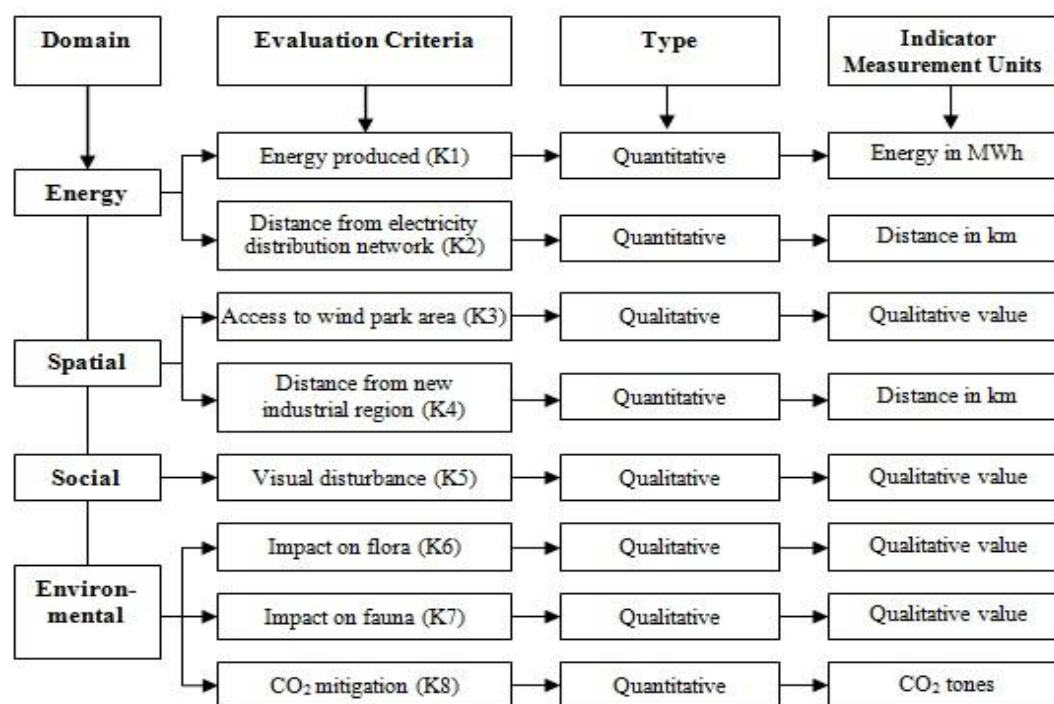 Domain
Evaluation Criteria
Type
Indicator
Measurement Units
Energy
Energy produced (K1)
Quantitative
Energy in MWh
Distance from electricity
distribution network (K2)
Quantitative
Distance in km
Spatial
Access to wind park area (K3)
Qualitative
Qualitative value
Distance from new
industrial region (K4)
Quantitative
Distance in km
Social
Visual disturbance (K5)
Qualitative
Qualitative value
Environ-
mental
Impact on flora (K6)
Qualitative
Qualitative value
Impact on fauna (K7)
Qualitative
Qualitative value
CO₂ mitigation (K8)
Quantitative
CO₂ tones